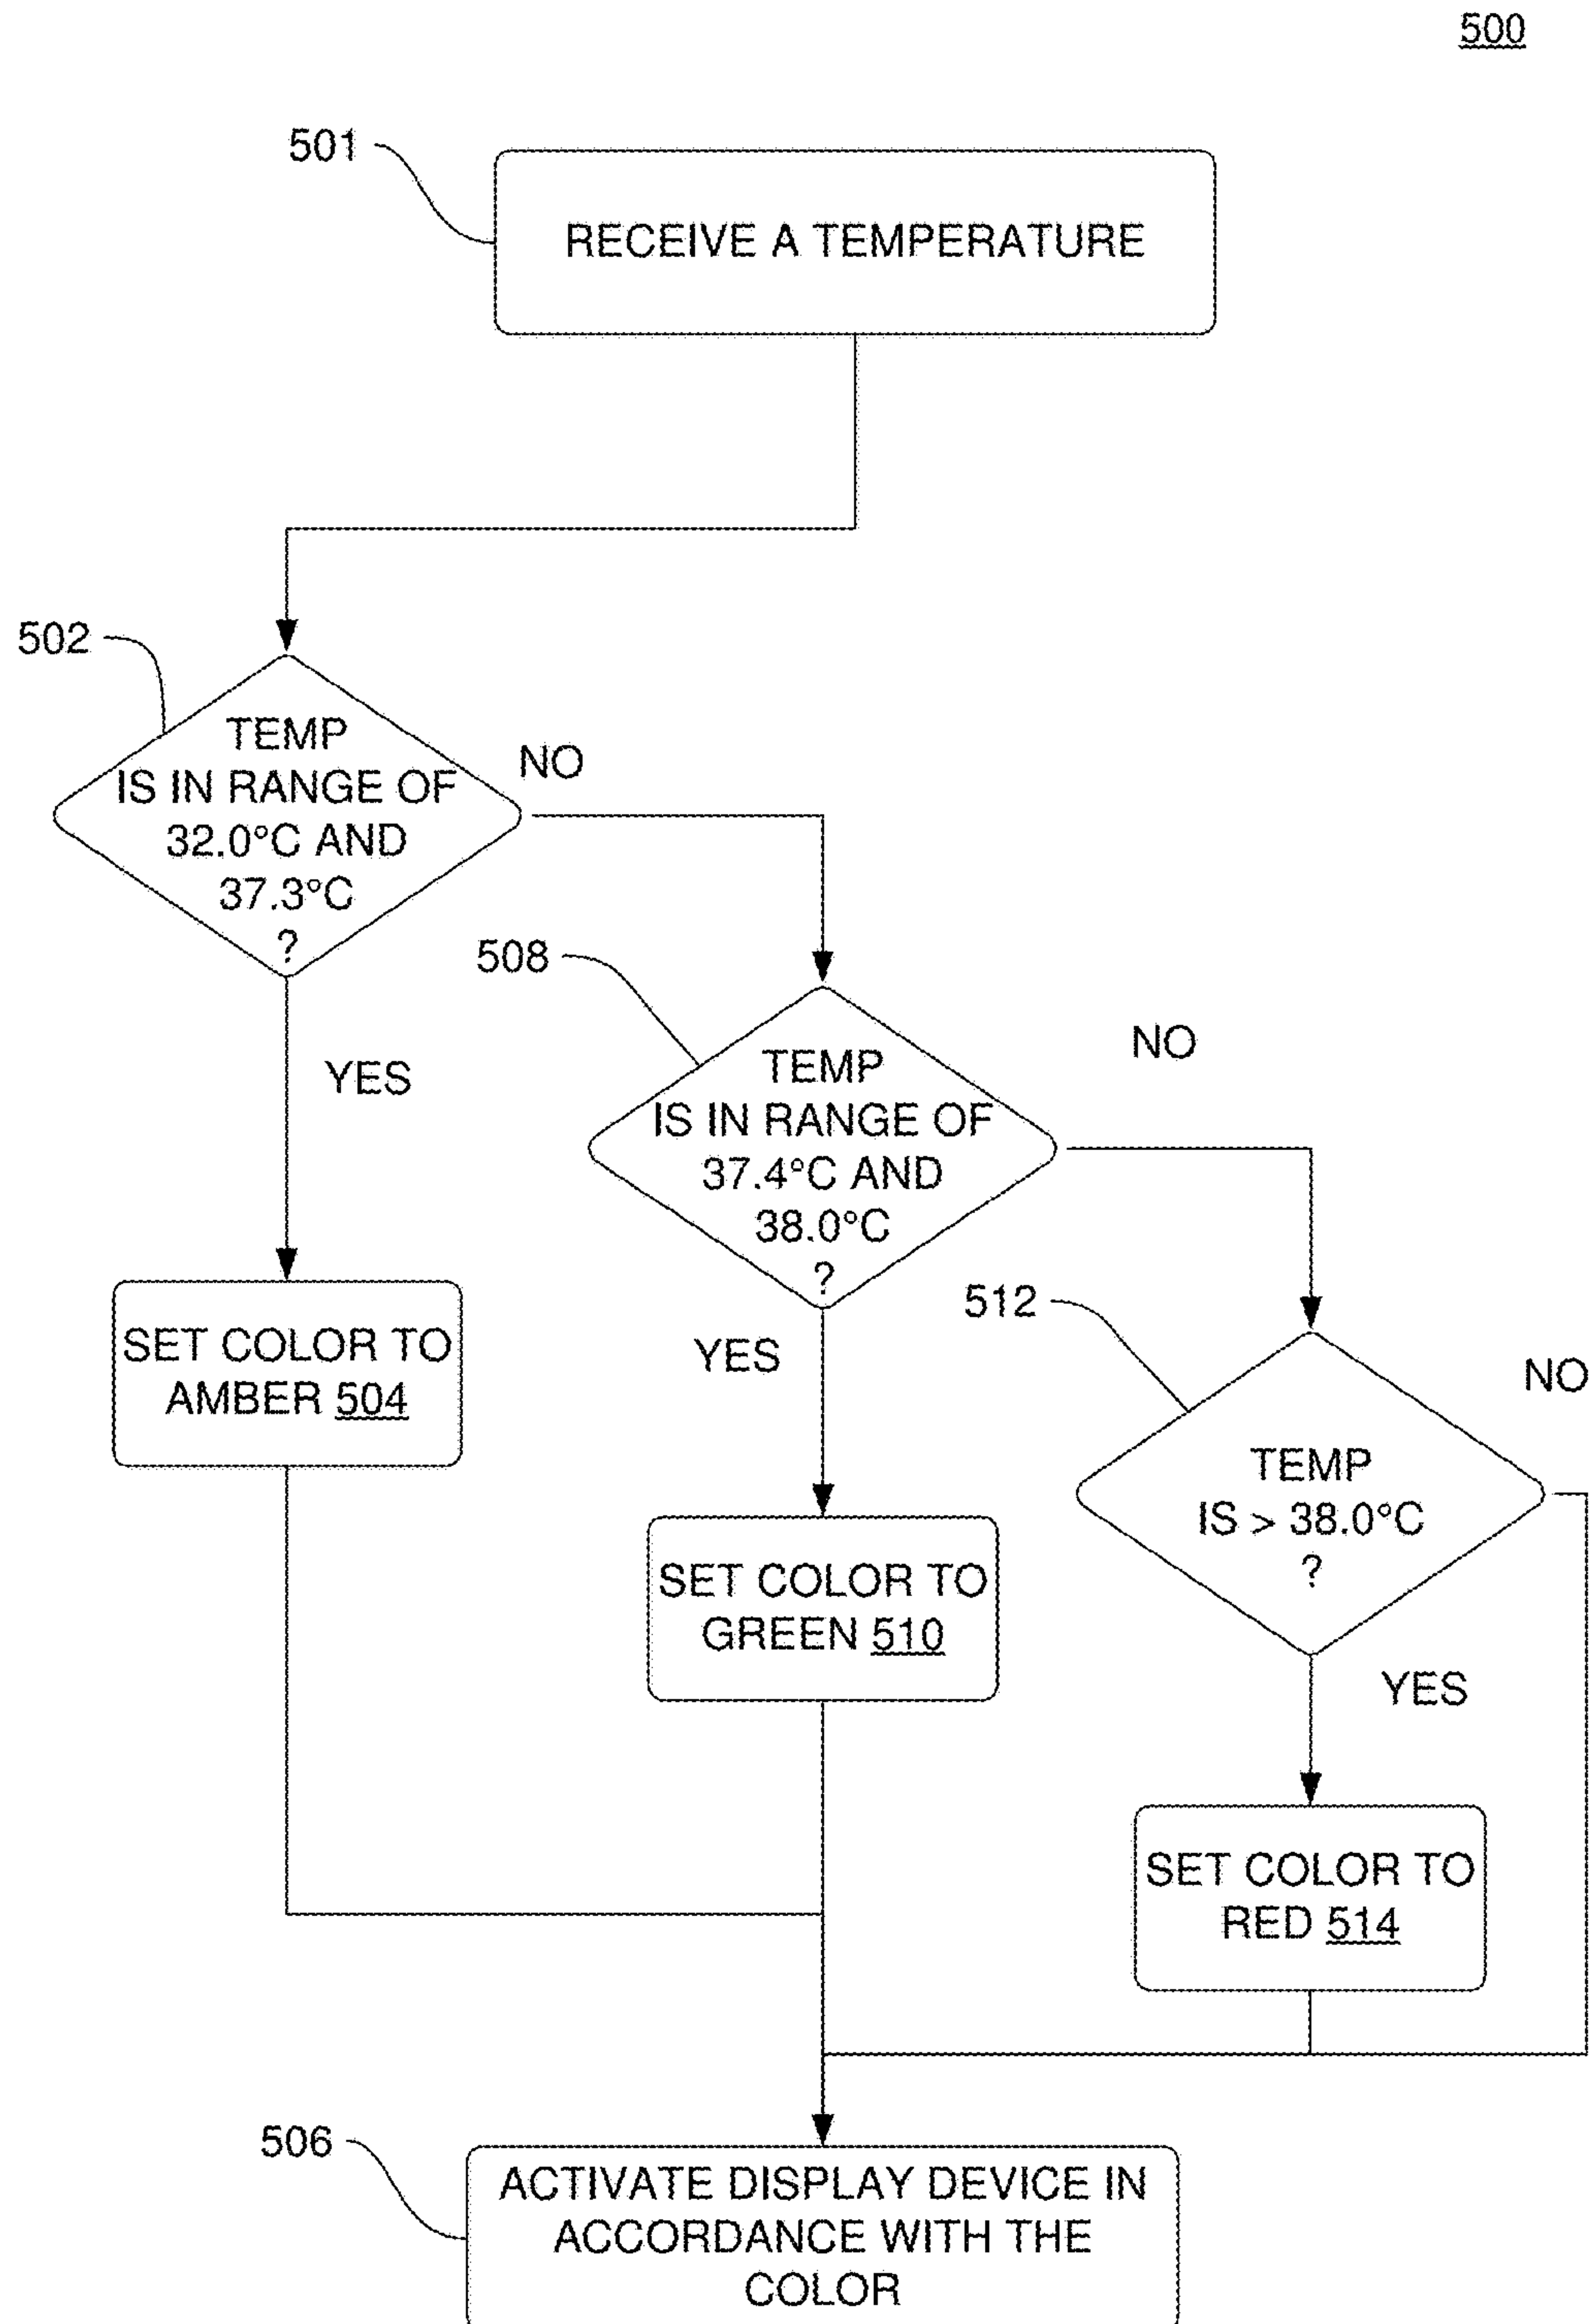 500
501
RECEIVE A TEMPERATURE
502
TEMP
IS IN RANGE OF
32.0°C AND
37.3°C
?
NO
YES
508
TEMP
IS IN RANGE OF
37.4°C AND
38.0°C
?
NO
YES
SET COLOR TO
AMBER 504
512
TEMP
IS > 38.0°C
?
NO
YES
SET COLOR TO
GREEN 510
SET COLOR TO
RED 514
506
ACTIVATE DISPLAY DEVICE IN
ACCORDANCE WITH THE
COLOR